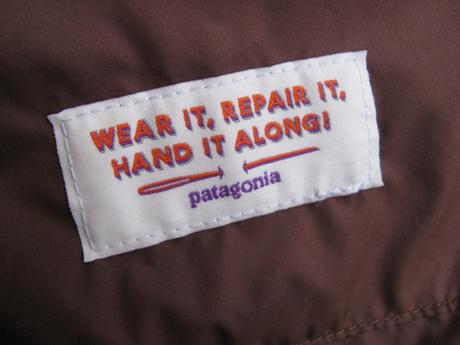 WEAR IT, REPAIR IT,
HAND IT ALONG!
patagonia